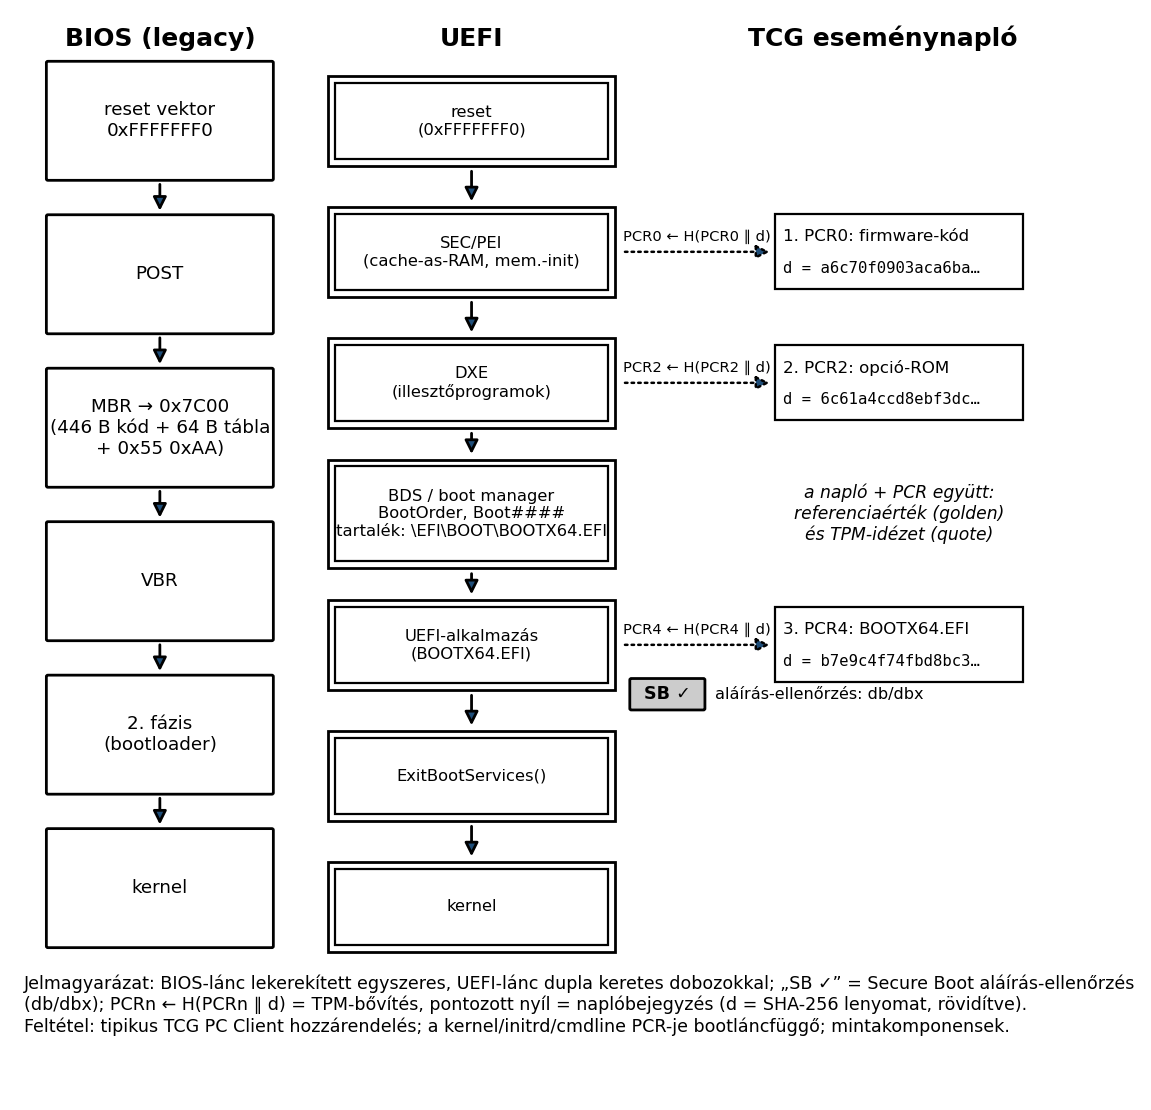 BIOS (legacy)
UEFI
TCG eseménynapló
reset vektor
0xFFFFFFF0
POST
MBR → 0x7C00
(446 B kód + 64 B tábla
+ 0x55 0xAA)
VBR
2. fázis
(bootloader)
kernel
reset
(0xFFFFFFF0)
SEC/PEI
(cache-as-RAM, mem.-init)
DXE
(illesztőprogramok)
BDS / boot manager
BootOrder, Boot####
tartalék: \EFI\BOOT\BOOTX64.EFI
UEFI-alkalmazás
(BOOTX64.EFI)
ExitBootServices()
kernel
PCR0 ← H(PCR0 ∥ d)
1. PCR0: firmware-kód
d = a6c70f0903aca6ba…
PCR2 ← H(PCR2 ∥ d)
2. PCR2: opció-ROM
d = 6c61a4ccd8ebf3dc…
a napló + PCR együtt:
referenciaérték (golden)
és TPM-idézet (quote)
PCR4 ← H(PCR4 ∥ d)
3. PCR4: BOOTX64.EFI
d = b7e9c4f74fbd8bc3…
SB ✓
aláírás-ellenőrzés: db/dbx
Jelmagyarázat: BIOS-lánc lekerekített egyszeres, UEFI-lánc dupla keretes dobozokkal; „SB ✓” = Secure Boot aláírás-ellenőrzés
(db/dbx); PCRn ← H(PCRn ∥ d) = TPM-bővítés, pontozott nyíl = naplóbejegyzés (d = SHA-256 lenyomat, rövidítve).
Feltétel: tipikus TCG PC Client hozzárendelés; a kernel/initrd/cmdline PCR-je bootláncfüggő; mintakomponensek.